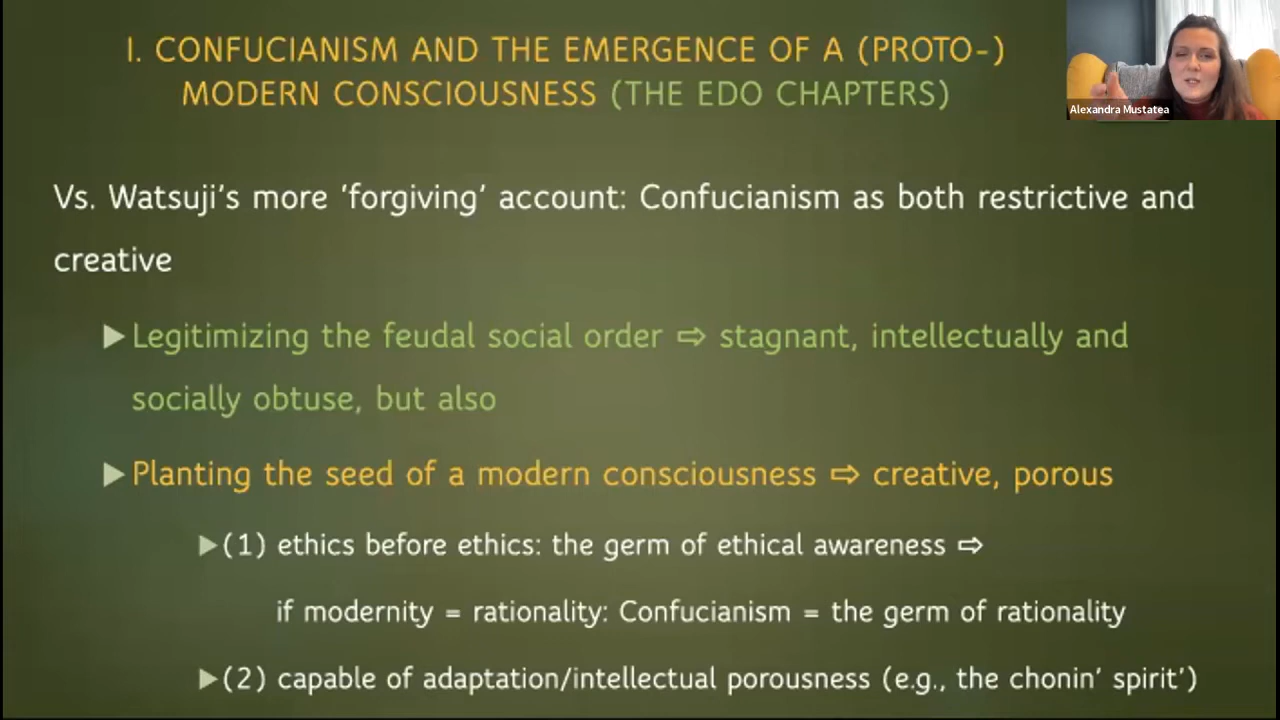 I. CONFUCIANISM AND THE EMERGENCE OF A (PROTO-)
MODERN CONSCIOUSNESS (THE EDO CHAPTERS)
Alexandra Mustatea
Vs. Watsuji's more 'forgiving' account: Confucianism as both restrictive and
creative
▶Legitimizing the feudal social order ⇨ stagnant, intellectually and
socially obtuse, but also
▶Planting the seed of a modern consciousness ⇨ creative, porous
▶(1) ethics before ethics: the germ of ethical awareness ⇨
if modernity = rationality: Confucianism = the germ of rationality
▶(2) capable of adaptation/intellectual porousness (e.g., the chonin' spirit')